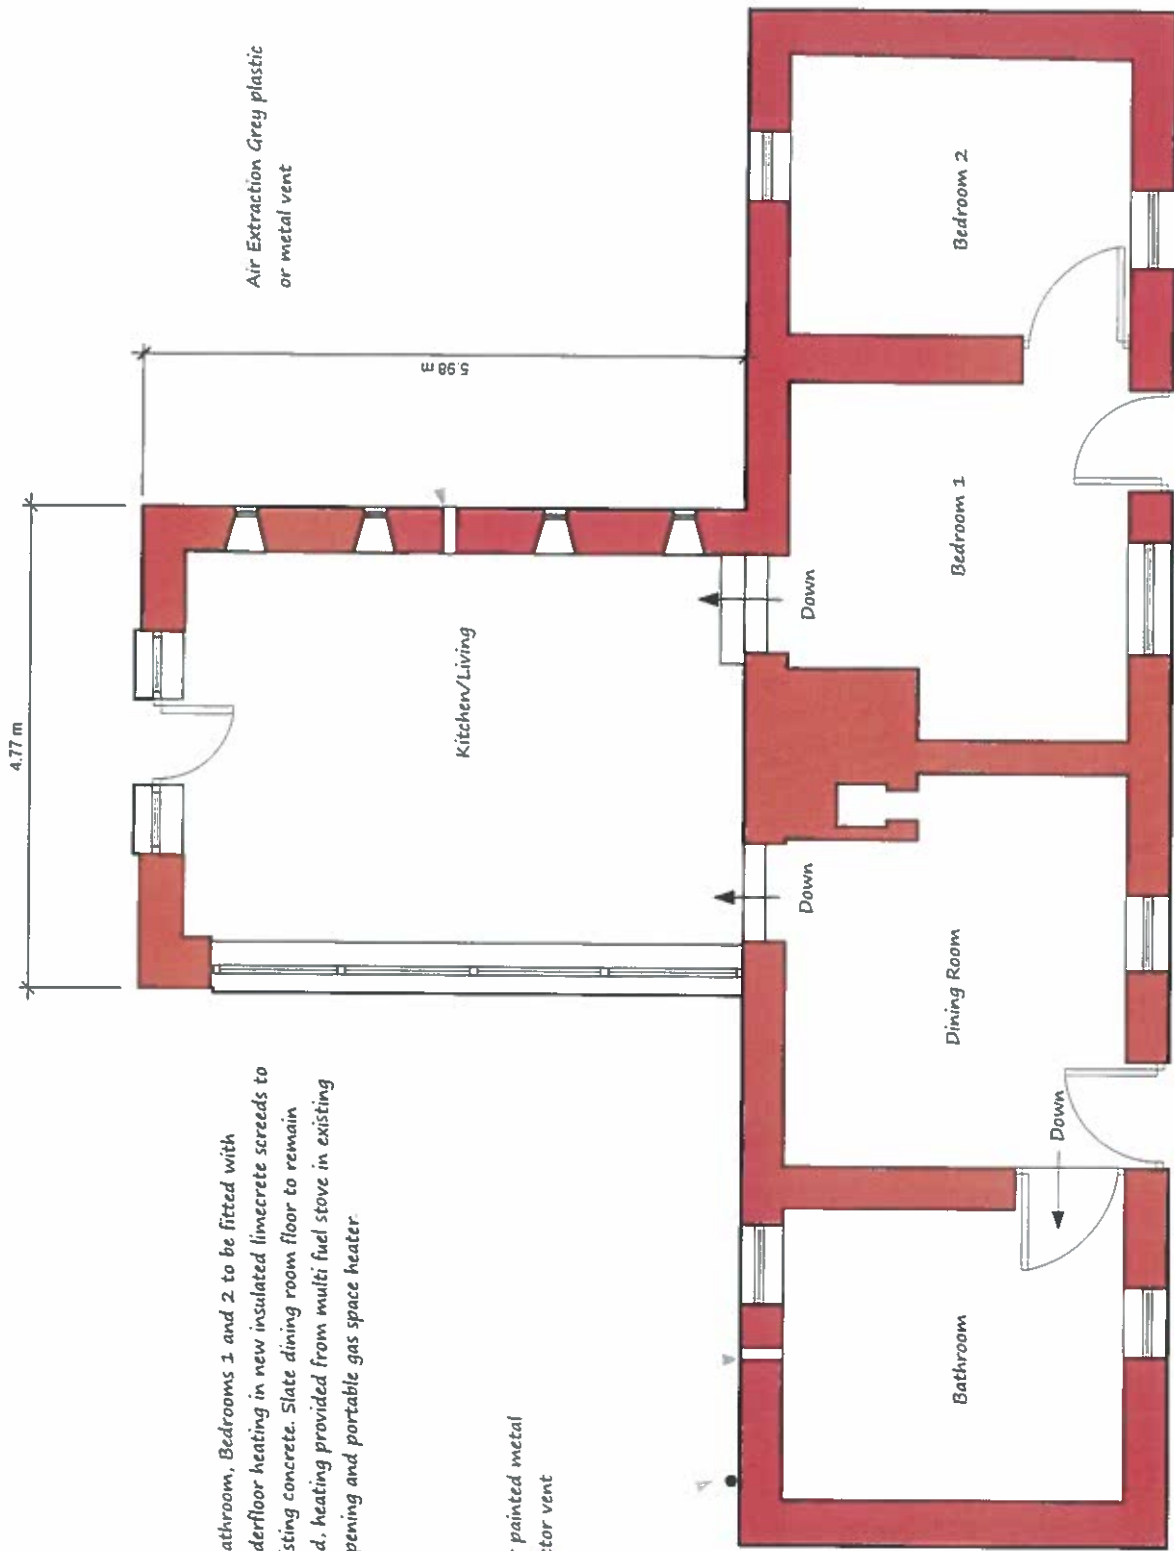 4.77 m
5.98 m
Air Extraction Grey plastic
or metal vent
Kitchen/Living
Down
Down
Bedroom 2
Bedroom 1
Dining Room
Down
Bathroom
athroom, Bedrooms 1 and 2 to be fitted with
derfloor heating in new insulated limecrete screeds to
isting concrete. Slate dining room floor to remain
d, heating provided from multi fuel stove in existing
pening and portable gas space heater.
painted metal
ctor vent